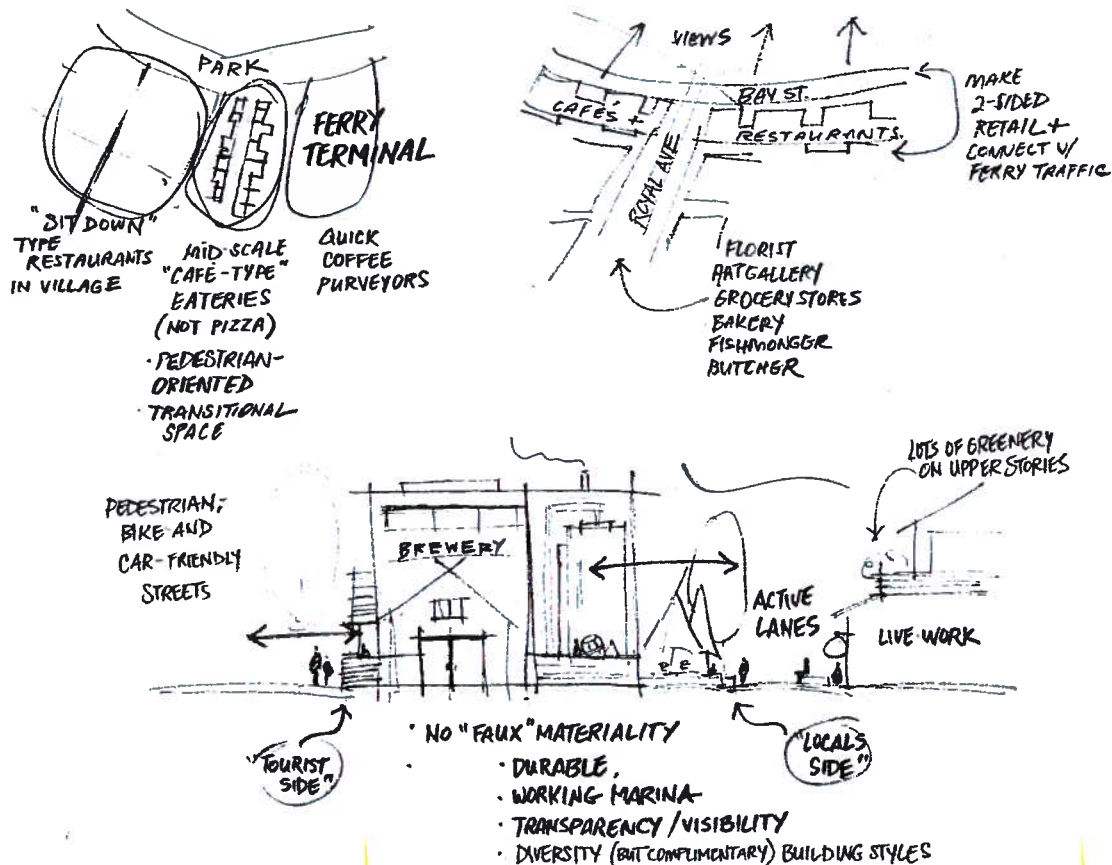 PARK
FERRY
TERMINAL
"SIT DOWN"
TYPE
RESTAURANTS
IN VILLAGE
MID-SCALE
"CAFÉ-TYPE"
EATERIES
(NOT PIZZA)
· PEDESTRIAN-
ORIENTED
· TRANSITIONAL
SPACE
QUICK
COFFEE
PURVEYORS
VIEWS
BAY ST.
CAFÉS +
RESTAURANTS.
ROYAL AVE
MAKE
2-SIDED
RETAIL +
CONNECT W/
FERRY TRAFFIC
FLORIST
ART GALLERY
GROCERY STORES
BAKERY
FISHMONGER
BUTCHER
PEDESTRIAN,
BIKE AND
CAR-FRIENDLY
STREETS
BREWERY
ACTIVE
LANES
LOTS OF GREENERY
ON UPPER STORIES
LIVE-WORK
"TOURIST
SIDE"
"LOCALS
SIDE"
· NO "FAUX" MATERIALITY
· DURABLE,
· WORKING MARINA
· TRANSPARENCY / VISIBILITY
· DIVERSITY (BUT COMPLIMENTARY) BUILDING STYLES